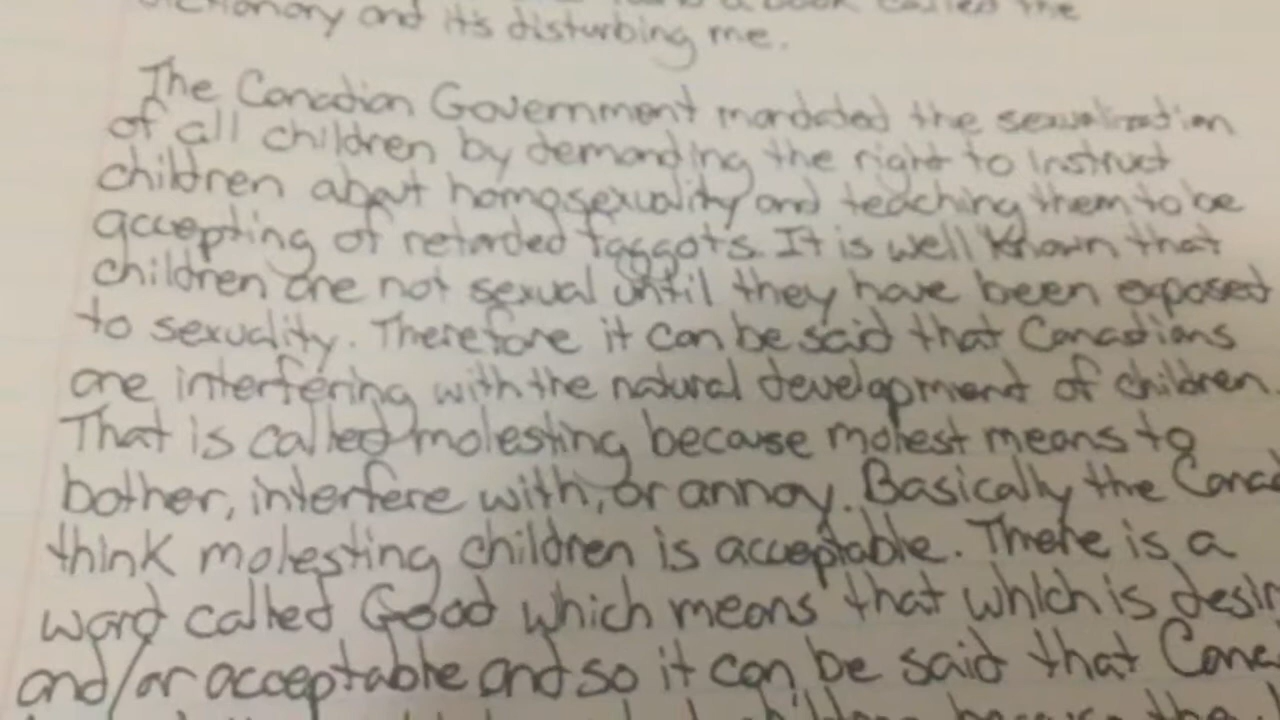 dictionary and it's disturbing me.
The Canadian Government mandated the sexualization
of all children by demanding the right to instruct
children about homosexuality and teaching them to be
accepting of retarded faggots. It is well known that
children are not sexual until they have been exposed
to sexuality. Therefore it can be said that Canadians
are interfering with the natural development of children.
That is called molesting because molest means to
bother, interfere with, or annoy. Basically the Canad
think molesting children is acceptable. There is a
word called Good which means that which is desir
and/or acceptable and so it can be said that Cana